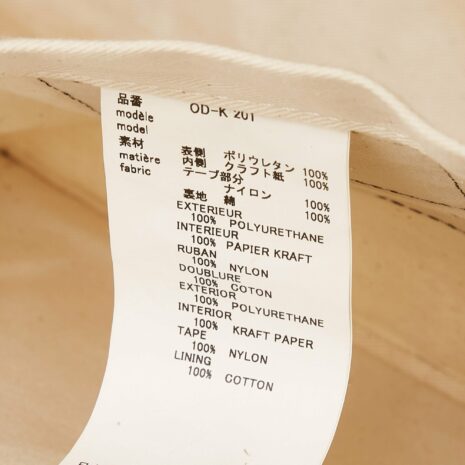 品番 OD-K 201
modèle
model
素材 表側 ポリウレタン 100%
matière 内側 クラフト紙 100%
fabric テープ部分
ナイロン 100%
裏地 綿 100%
EXTERIEUR
100% POLYURETHANE
INTERIEUR
100% PAPIER KRAFT
RUBAN
100% NYLON
DOUBLURE
100% COTON
EXTERIOR
100% POLYURETHANE
INTERIOR
100% KRAFT PAPER
TAPE
100% NYLON
LINING
100% COTTON